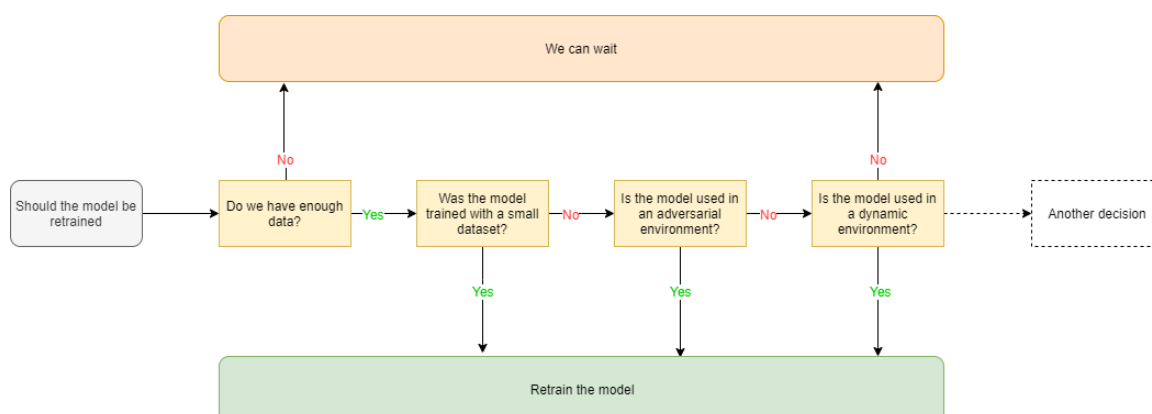 We can wait
No
No
Should the model be
retrained
Do we have enough
data?
Yes
Was the model
trained with a small
dataset?
No
Is the model used in
an adversarial
environment?
No
Is the model used in
a dynamic
environment?
Another decision
Yes
Yes
Yes
Retrain the model